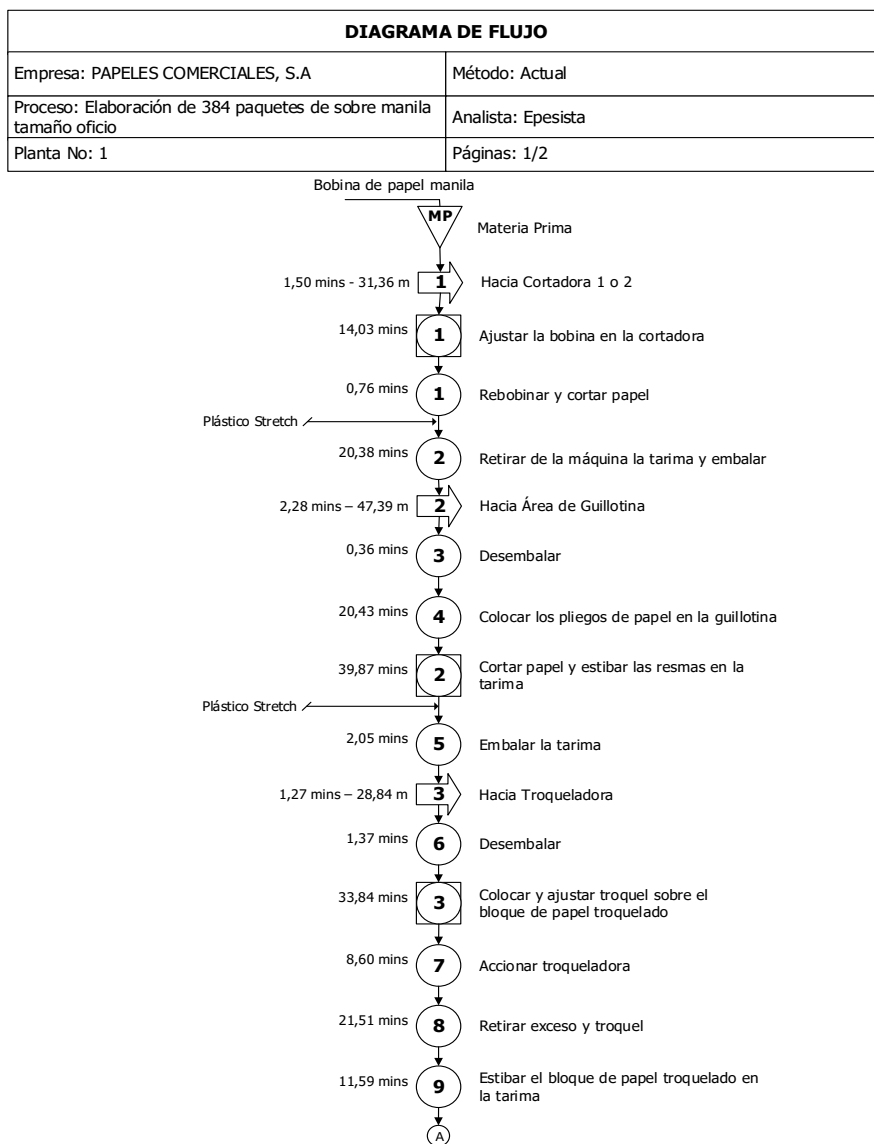 DIAGRAMA DE FLUJO
Empresa: PAPELES COMERCIALES, S.A
Método: Actual
Proceso: Elaboración de 384 paquetes de sobre manila
tamaño oficio
Analista: Epesista
Planta No: 1
Páginas: 1/2
Bobina de papel manila
MP
Materia Prima
1,50 mins - 31,36 m
1
Hacia Cortadora 1 o 2
14,03 mins
1
Ajustar la bobina en la cortadora
0,76 mins
1
Rebobinar y cortar papel
Plástico Stretch
20,38 mins
2
Retirar de la máquina la tarima y embalar
2,28 mins – 47,39 m
2
Hacia Área de Guillotina
0,36 mins
3
Desembalar
20,43 mins
4
Colocar los pliegos de papel en la guillotina
39,87 mins
2
Cortar papel y estibar las resmas en la
tarima
Plástico Stretch
2,05 mins
5
Embalar la tarima
1,27 mins – 28,84 m
3
Hacia Troqueladora
1,37 mins
6
Desembalar
33,84 mins
3
Colocar y ajustar troquel sobre el
bloque de papel troquelado
8,60 mins
7
Accionar troqueladora
21,51 mins
8
Retirar exceso y troquel
11,59 mins
9
Estibar el bloque de papel troquelado en
la tarima
A